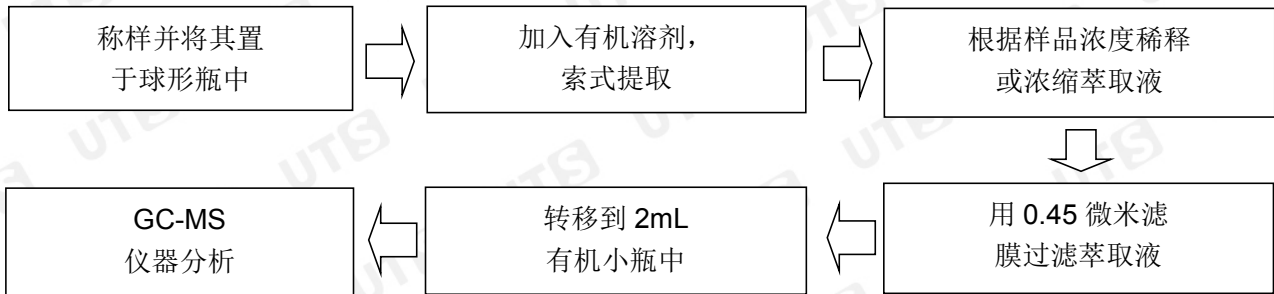 称样并将其置
于球形瓶中
加入有机溶剂，
索式提取
根据样品浓度稀释
或浓缩萃取液
用 0.45 微米滤
膜过滤萃取液
转移到 2mL
有机小瓶中
GC-MS
仪器分析
UTS